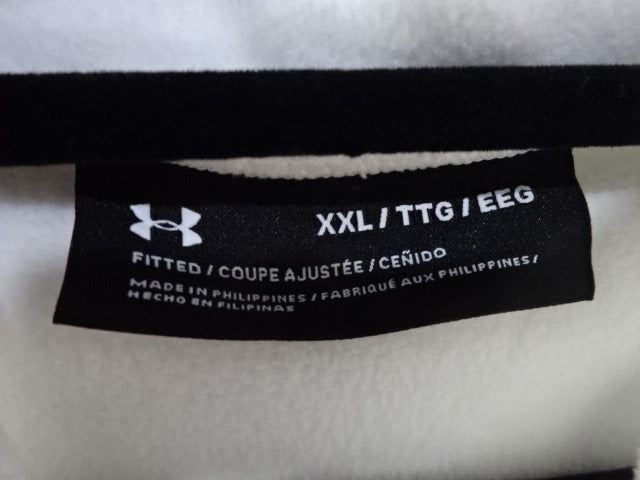 XXL / TTG / EEG
FITTED / COUPE AJUSTÉE / CEÑIDO
MADE IN PHILIPPINES / FABRIQUÉ AUX PHILIPPINES /
HECHO EN FILIPINAS